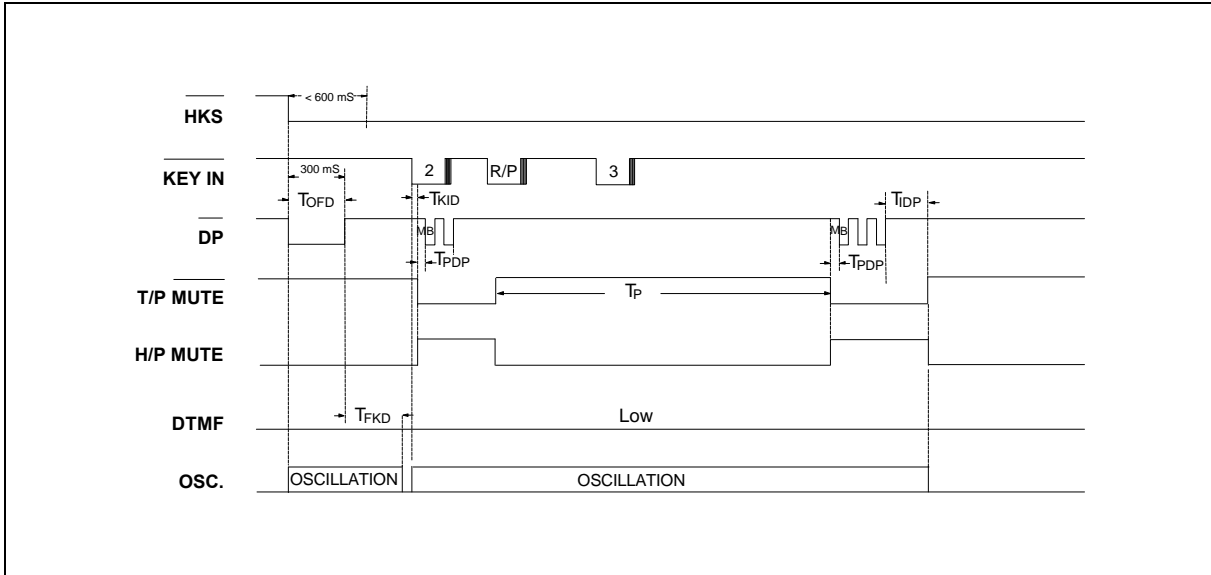 < 600 mS
HKS
300 mS
KEY IN
2
R/P
3
TOFD
TKID
TIDP
DP
MB
MB
TPDP
TPDP
T/P MUTE
TP
H/P MUTE
TFKD
Low
DTMF
OSC.
OSCILLATION
OSCILLATION